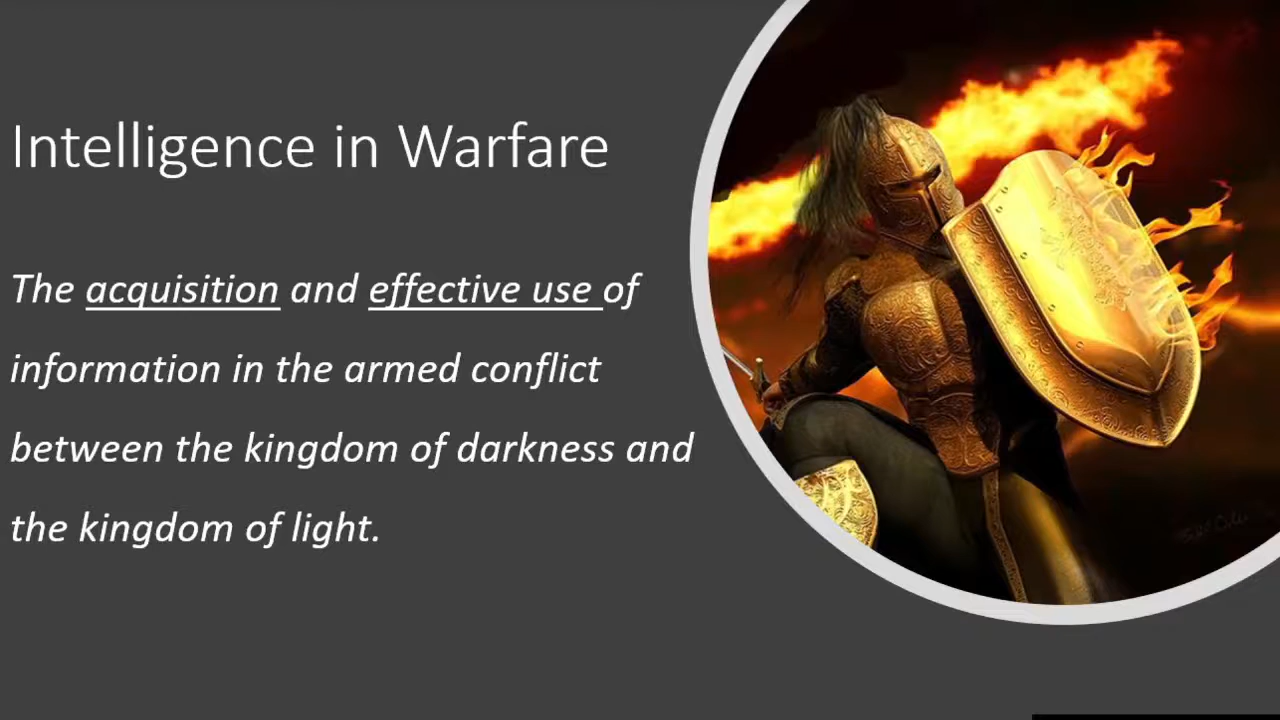 Intelligence in Warfare
The acquisition and effective use of
information in the armed conflict
between the kingdom of darkness and
the kingdom of light.